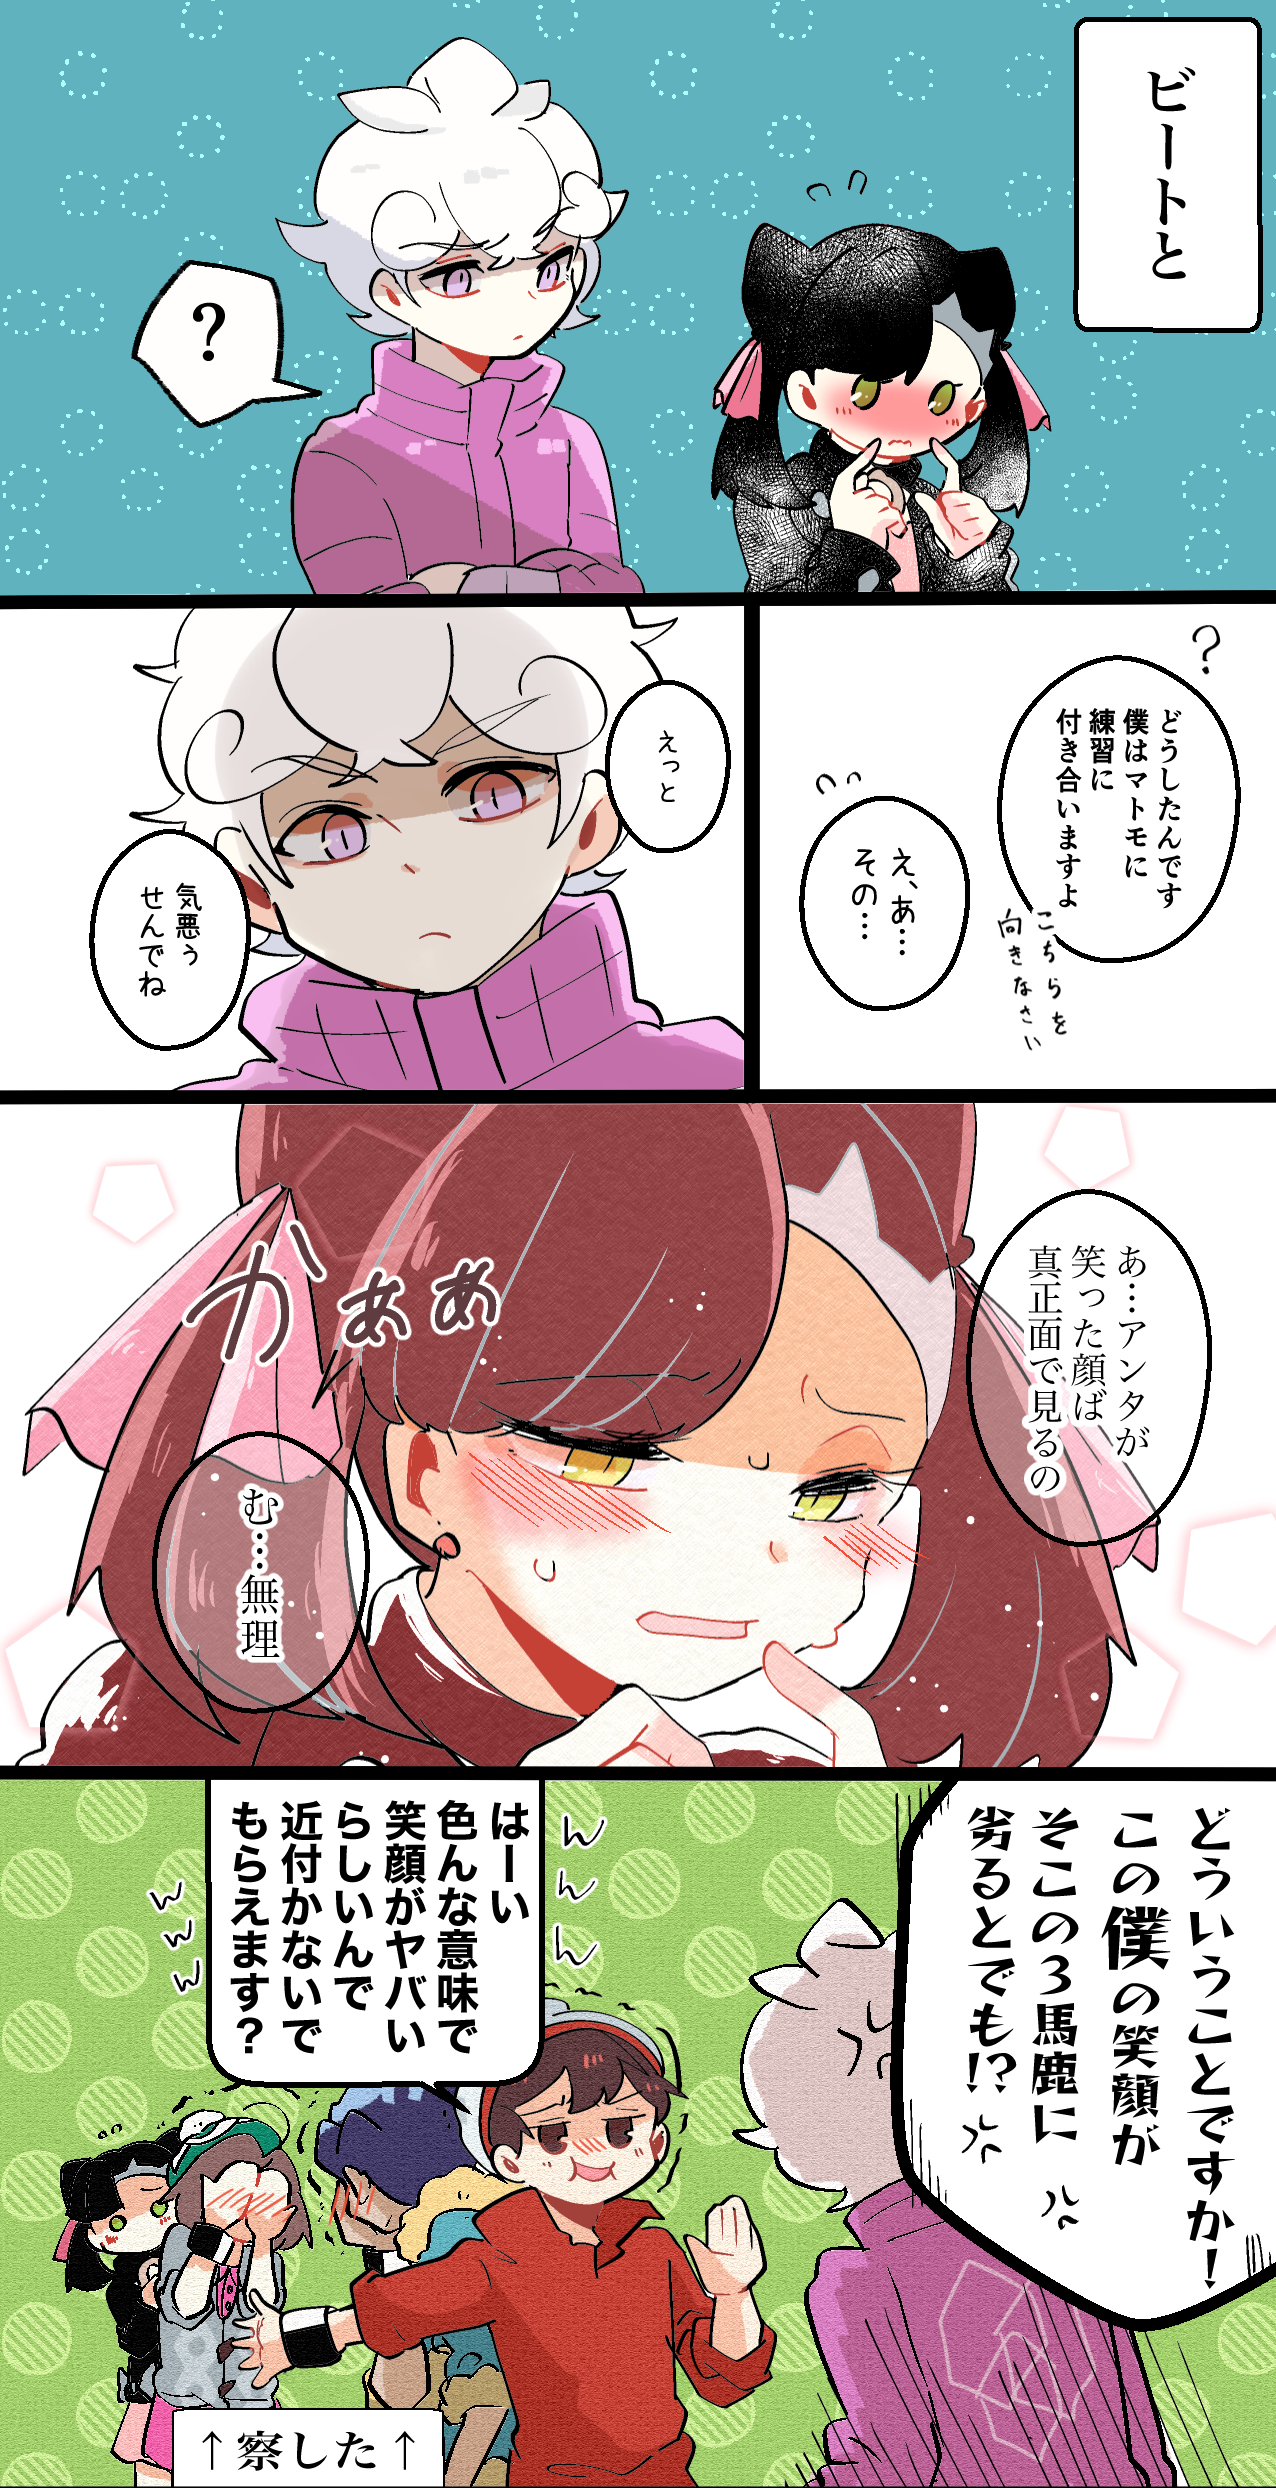 ビートと
？
？
どうしたんです
僕はマトモに
練習に
付き合いますよ
こちらを
向きなさい
え、あ…
その…
えっと
気悪う
せんでね
あ…アンタが
笑った顔ば
真正面で見るの
かぁぁ
む…無理
どういうことですか！
この僕の笑顔が
そこの3馬鹿に
劣るとでも!?
はーい
色んな意味で
笑顔がヤバい
らしいんで
近付かないで
もらえます？
w
w
w
w
w
w
↑察した↑